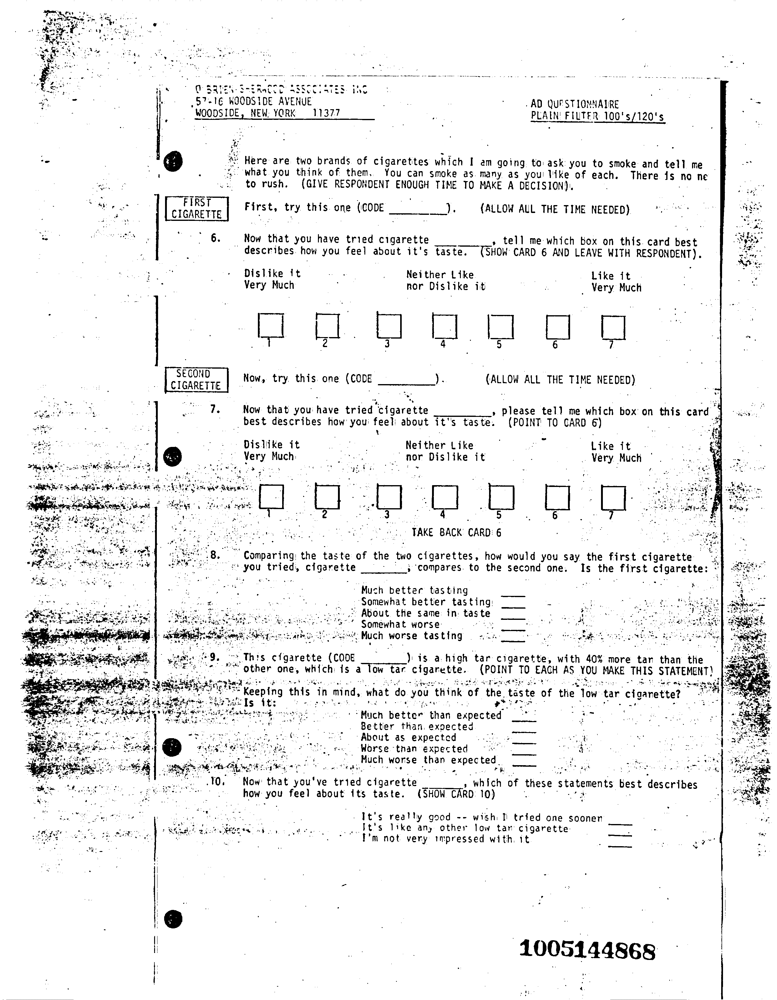 O'BRIEN-SHERWOOD ASSOCIATES INC
57-16 WOODSIDE AVENUE
WOODSIDE, NEW YORK 11377
AD QUESTIONNAIRE
PLAIN FILTER 100's/120's
Here are two brands of cigarettes which I am going to ask you to smoke and tell me
what you think of them. You can smoke as many as you like of each. There is no ne
to rush. (GIVE RESPONDENT ENOUGH TIME TO MAKE A DECISION).
FIRST
CIGARETTE
First, try this one (CODE ________). (ALLOW ALL THE TIME NEEDED)
6. Now that you have tried cigarette ________, tell me which box on this card best
describes how you feel about it's taste. (SHOW CARD 6 AND LEAVE WITH RESPONDENT).
Dislike it Neither Like Like it
Very Much nor Dislike it Very Much
1 2 3 4 5 6 7
SECOND
CIGARETTE
Now, try this one (CODE ________). (ALLOW ALL THE TIME NEEDED)
7. Now that you have tried cigarette ________, please tell me which box on this card
best describes how you feel about it's taste. (POINT TO CARD 6)
Dislike it Neither Like Like it
Very Much nor Dislike it Very Much
1 2 3 4 5 6 7
TAKE BACK CARD 6
8. Comparing the taste of the two cigarettes, how would you say the first cigarette
you tried, cigarette ______, compares to the second one. Is the first cigarette:
Much better tasting ___
Somewhat better tasting ___
About the same in taste ___
Somewhat worse ___
Much worse tasting ___
9. This cigarette (CODE ______) is a high tar cigarette, with 40% more tar than the
other one, which is a low tar cigarette. (POINT TO EACH AS YOU MAKE THIS STATEMENT)
Keeping this in mind, what do you think of the taste of the low tar cigarette?
Is it:
Much better than expected ___
Better than expected ___
About as expected ___
Worse than expected ___
Much worse than expected ___
10. Now that you've tried cigarette ______, which of these statements best describes
how you feel about its taste. (SHOW CARD 10)
It's really good -- wish I tried one sooner ___
It's like any other low tar cigarette ___
I'm not very impressed with it ___
1005144868